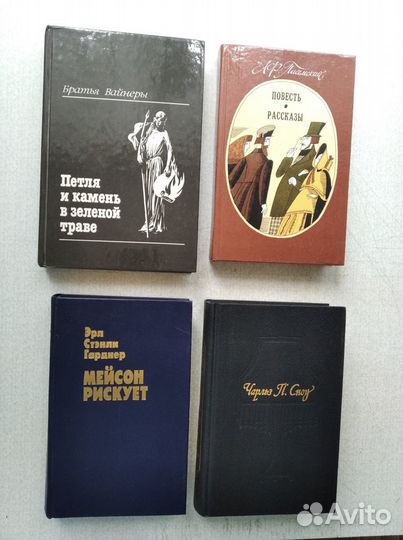 Братья Вайнеры
Петля
и камень
в зеленой
траве
А.Ф. Писемский
ПОВЕСТЬ
РАССКАЗЫ
Эрл
Стэнли
Гарднер
МЕЙСОН
РИСКУЕТ
Чарльз П. Сноу
Avito